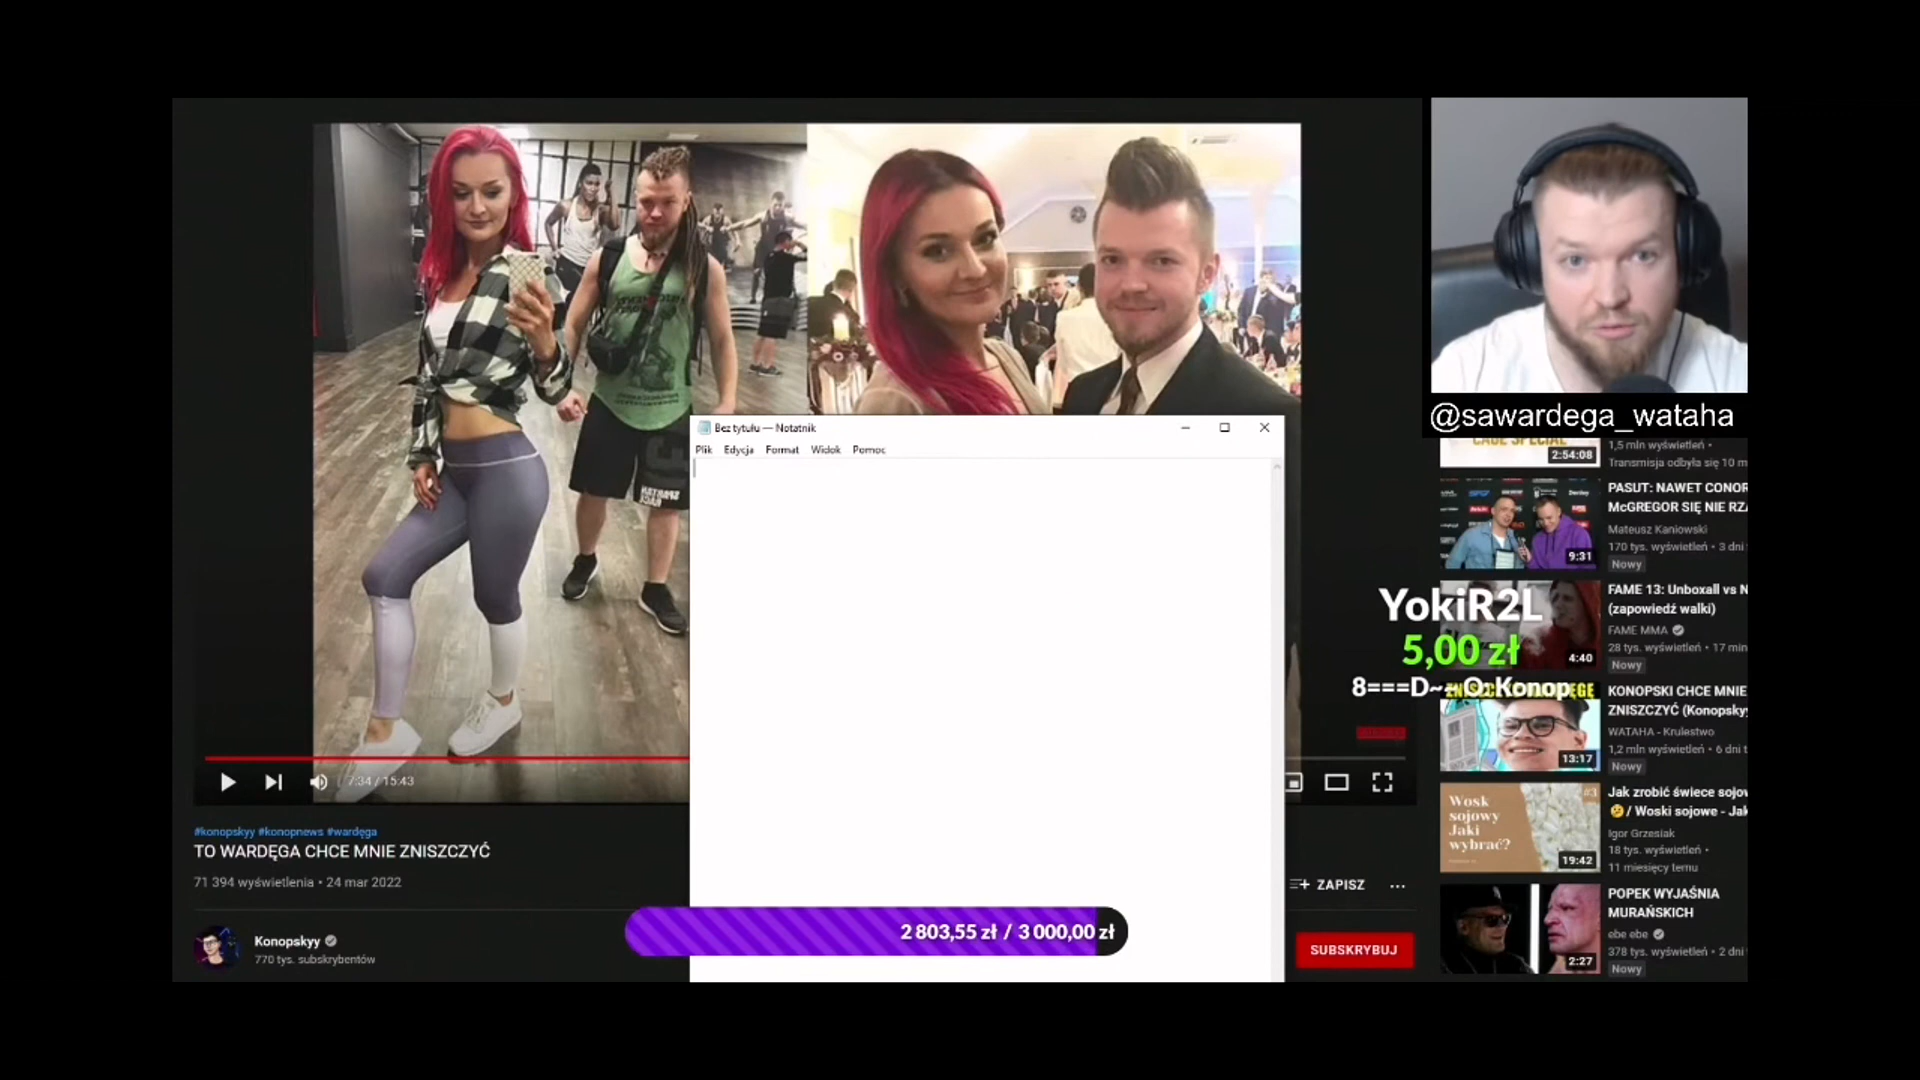 @sawardega_wataha
Bez tytułu — Notatnik
Plik Edycja Format Widok Pomoc
7:34 / 15:43
#konopskyy #konopnews #wardęga
TO WARDĘGA CHCE MNIE ZNISZCZYĆ
71 394 wyświetlenia • 24 mar 2022
Konopskyy
770 tys. subskrybentów
2 803,55 zł / 3 000,00 zł
ZAPISZ
SUBSKRYBUJ
YokiR2L
5,00 zł
8===D~~ O: Konop
2:54:08
1,5 mln wyświetleń •
Transmisja odbyła się 10 m
PASUT: NAWET CONOR
McGREGOR SIĘ NIE RZ
Mateusz Kaniowski
170 tys. wyświetleń • 3 dni
Nowy
9:31
FAME 13: Unboxall vs N
(zapowiedź walki)
FAME MMA
28 tys. wyświetleń • 17 min
Nowy
4:40
KONOPSKI CHCE MNIE
ZNISZCZYĆ (Konopsky
WATAHA - Krulestwo
1,2 mln wyświetleń • 6 dni t
Nowy
13:17
Jak zrobić świece sojow
/ Woski sojowe - Jak
Igor Grzesiak
18 tys. wyświetleń •
11 miesięcy temu
#3
Wosk
sojowy
Jaki
wybrać?
19:42
POPEK WYJAŚNIA
MURAŃSKICH
ebe ebe
378 tys. wyświetleń • 2 dni
Nowy
2:27